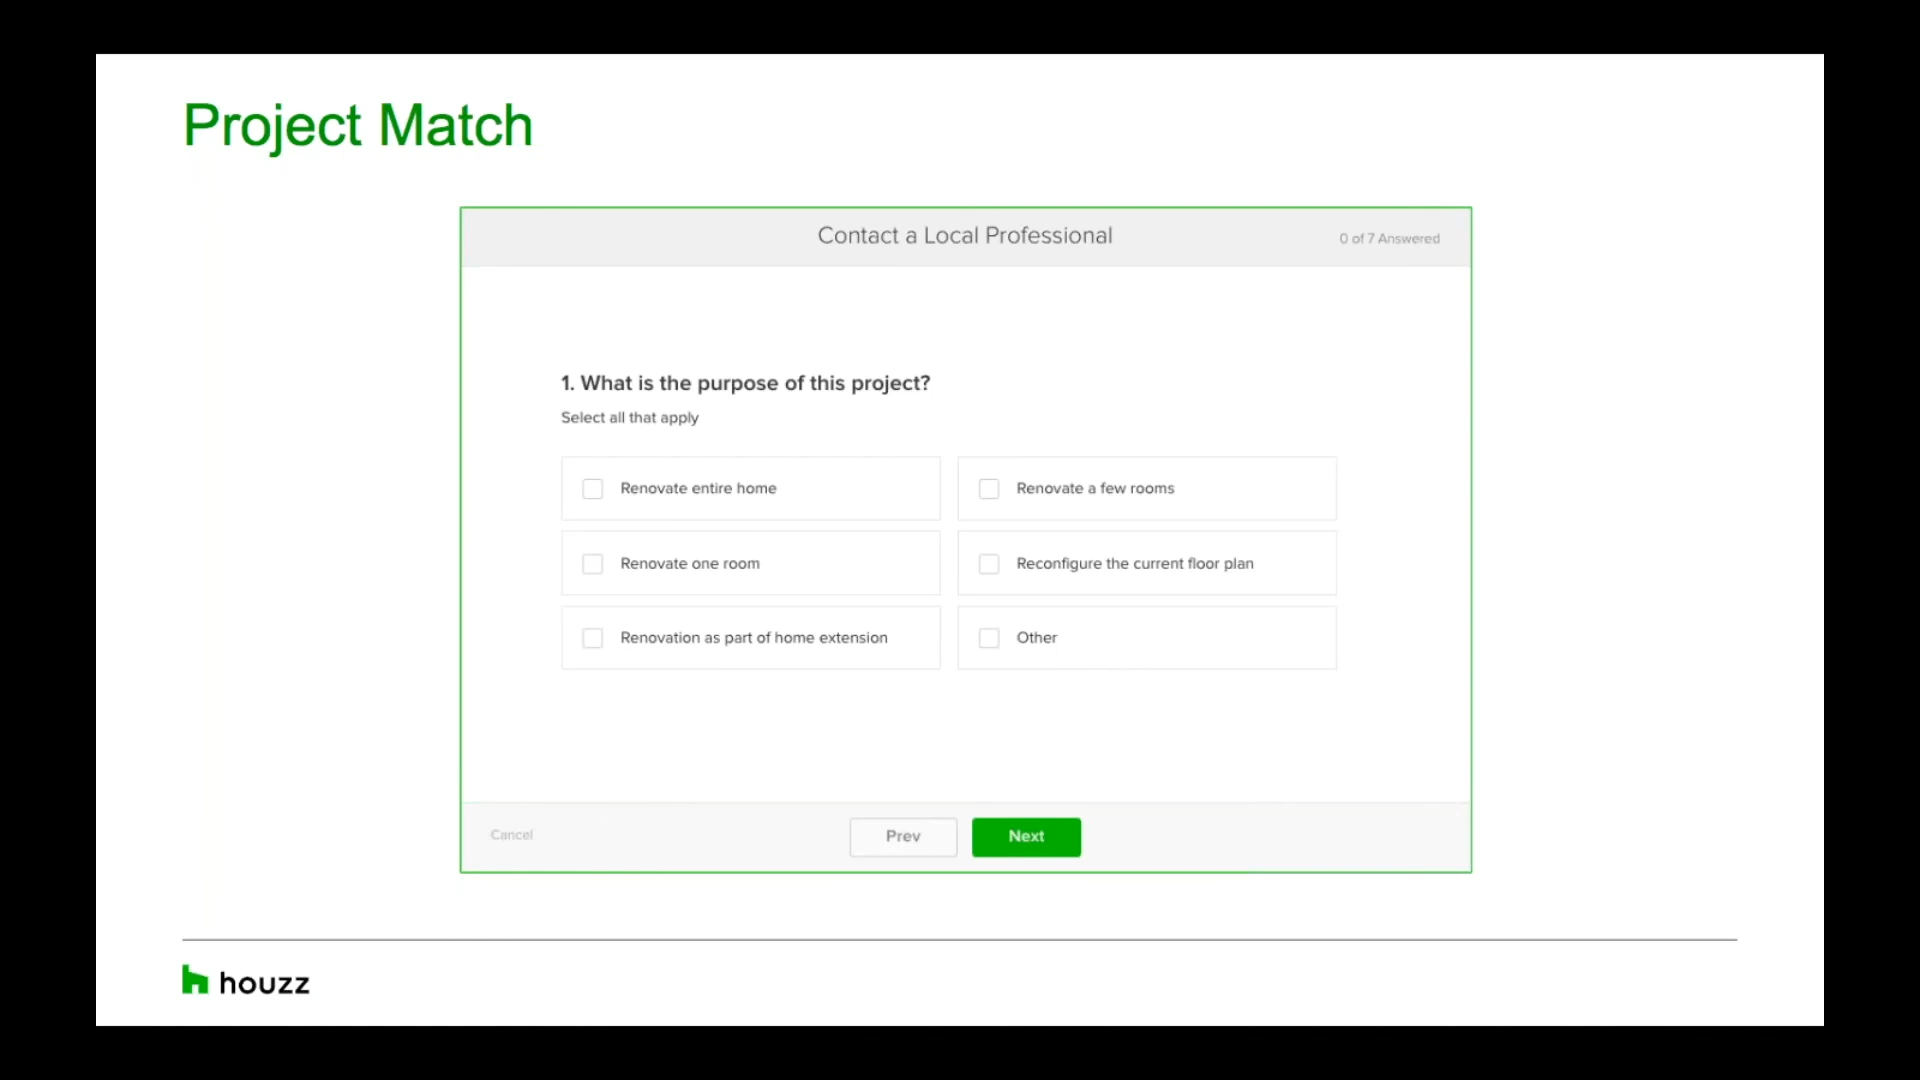 Project Match
Contact a Local Professional
0 of 7 Answered
1. What is the purpose of this project?
Select all that apply
Renovate entire home
Renovate a few rooms
Renovate one room
Reconfigure the current floor plan
Renovation as part of home extension
Other
Cancel
Prev
Next
houzz